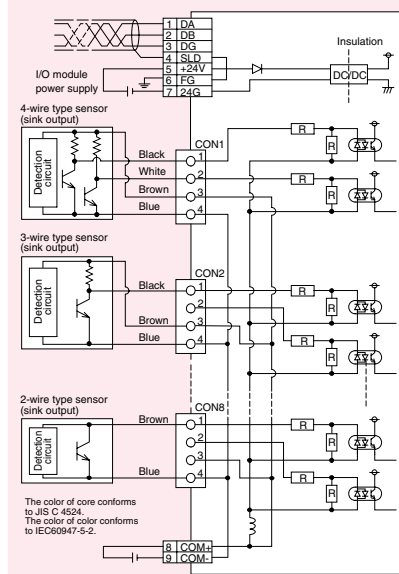 1 DA
2 DB
3 DG
4 SLD
5 +24V
6 FG
7 24G
Insulation
DC/DC
I/O module
power supply
4-wire type sensor
(sink output)
CON1
Detection
circuit
Black
White
Brown
Blue
1
2
3
4
R
R
R
R
3-wire type sensor
(sink output)
CON2
Detection
circuit
Black
Brown
Blue
1
2
3
4
R
R
R
R
2-wire type sensor
(sink output)
CON8
Detection
circuit
Brown
Blue
1
2
3
4
R
R
R
R
The color of core conforms
to JIS C 4524.
The color of color conforms
to IEC60947-5-2.
8 COM+
9 COM-